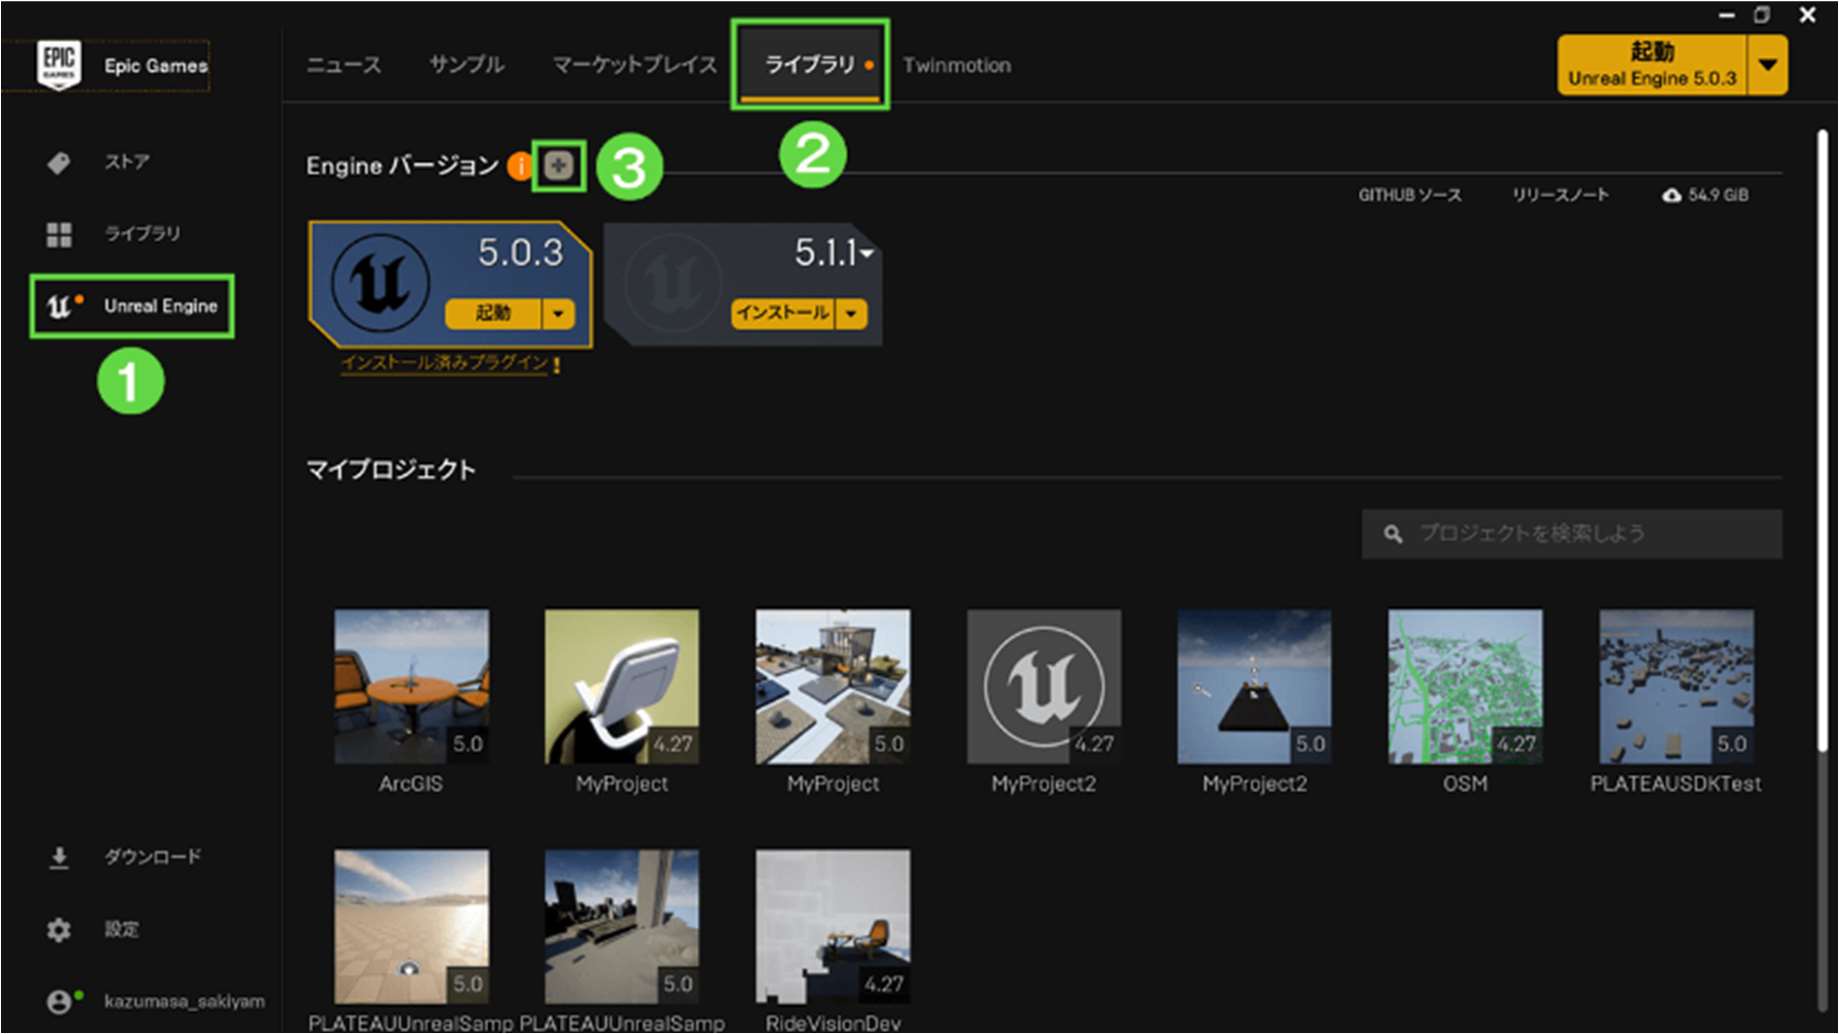 EPIC
GAMES
Epic Games
ニュース
サンプル
マーケットプレイス
ライブラリ
Twinmotion
起動
Unreal Engine 5.0.3
2
ストア
ライブラリ
Unreal Engine
1
Engine バージョン
i
3
GITHUB ソース
リリースノート
54.9 GiB
5.0.3
起動
インストール済みプラグイン !
5.1.1
インストール
マイプロジェクト
プロジェクトを検索しよう
5.0
4.27
5.0
4.27
5.0
4.27
5.0
ArcGIS
MyProject
MyProject
MyProject2
MyProject2
OSM
PLATEAUSDKTest
5.0
5.0
4.27
PLATEAUUnrealSamp
PLATEAUUnrealSamp
RideVisionDev
ダウンロード
設定
kazumasa_sakiyam